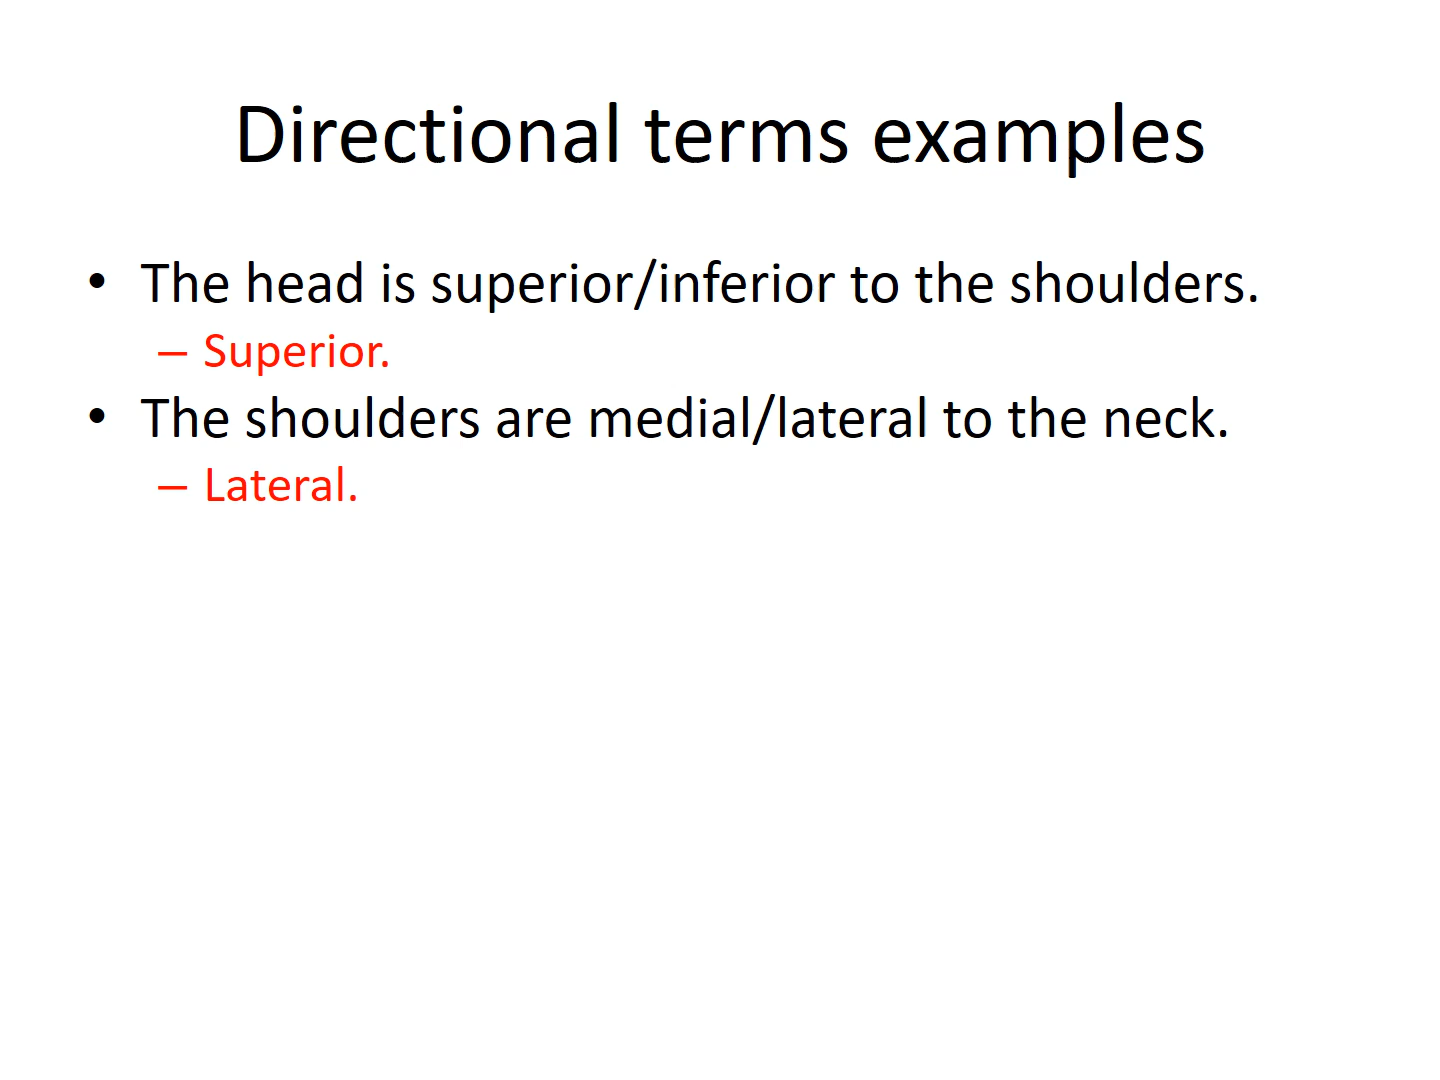 Directional terms examples
• The head is superior/inferior to the shoulders.
– Superior.
• The shoulders are medial/lateral to the neck.
– Lateral.